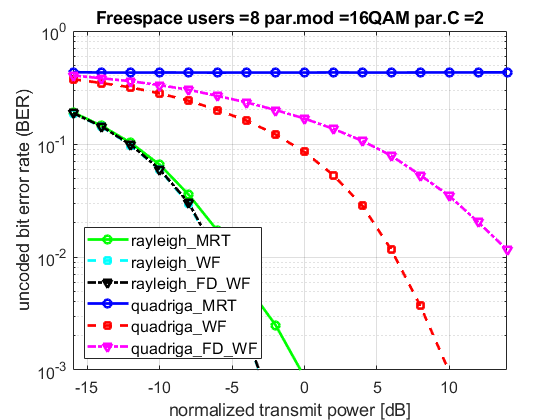 Freespace users =8 par.mod =16QAM par.C =2
10^0
10^-1
10^-2
10^-3
uncoded bit error rate (BER)
rayleigh_MRT
rayleigh_WF
rayleigh_FD_WF
quadriga_MRT
quadriga_WF
quadriga_FD_WF
-15 -10 -5 0 5 10
normalized transmit power [dB]